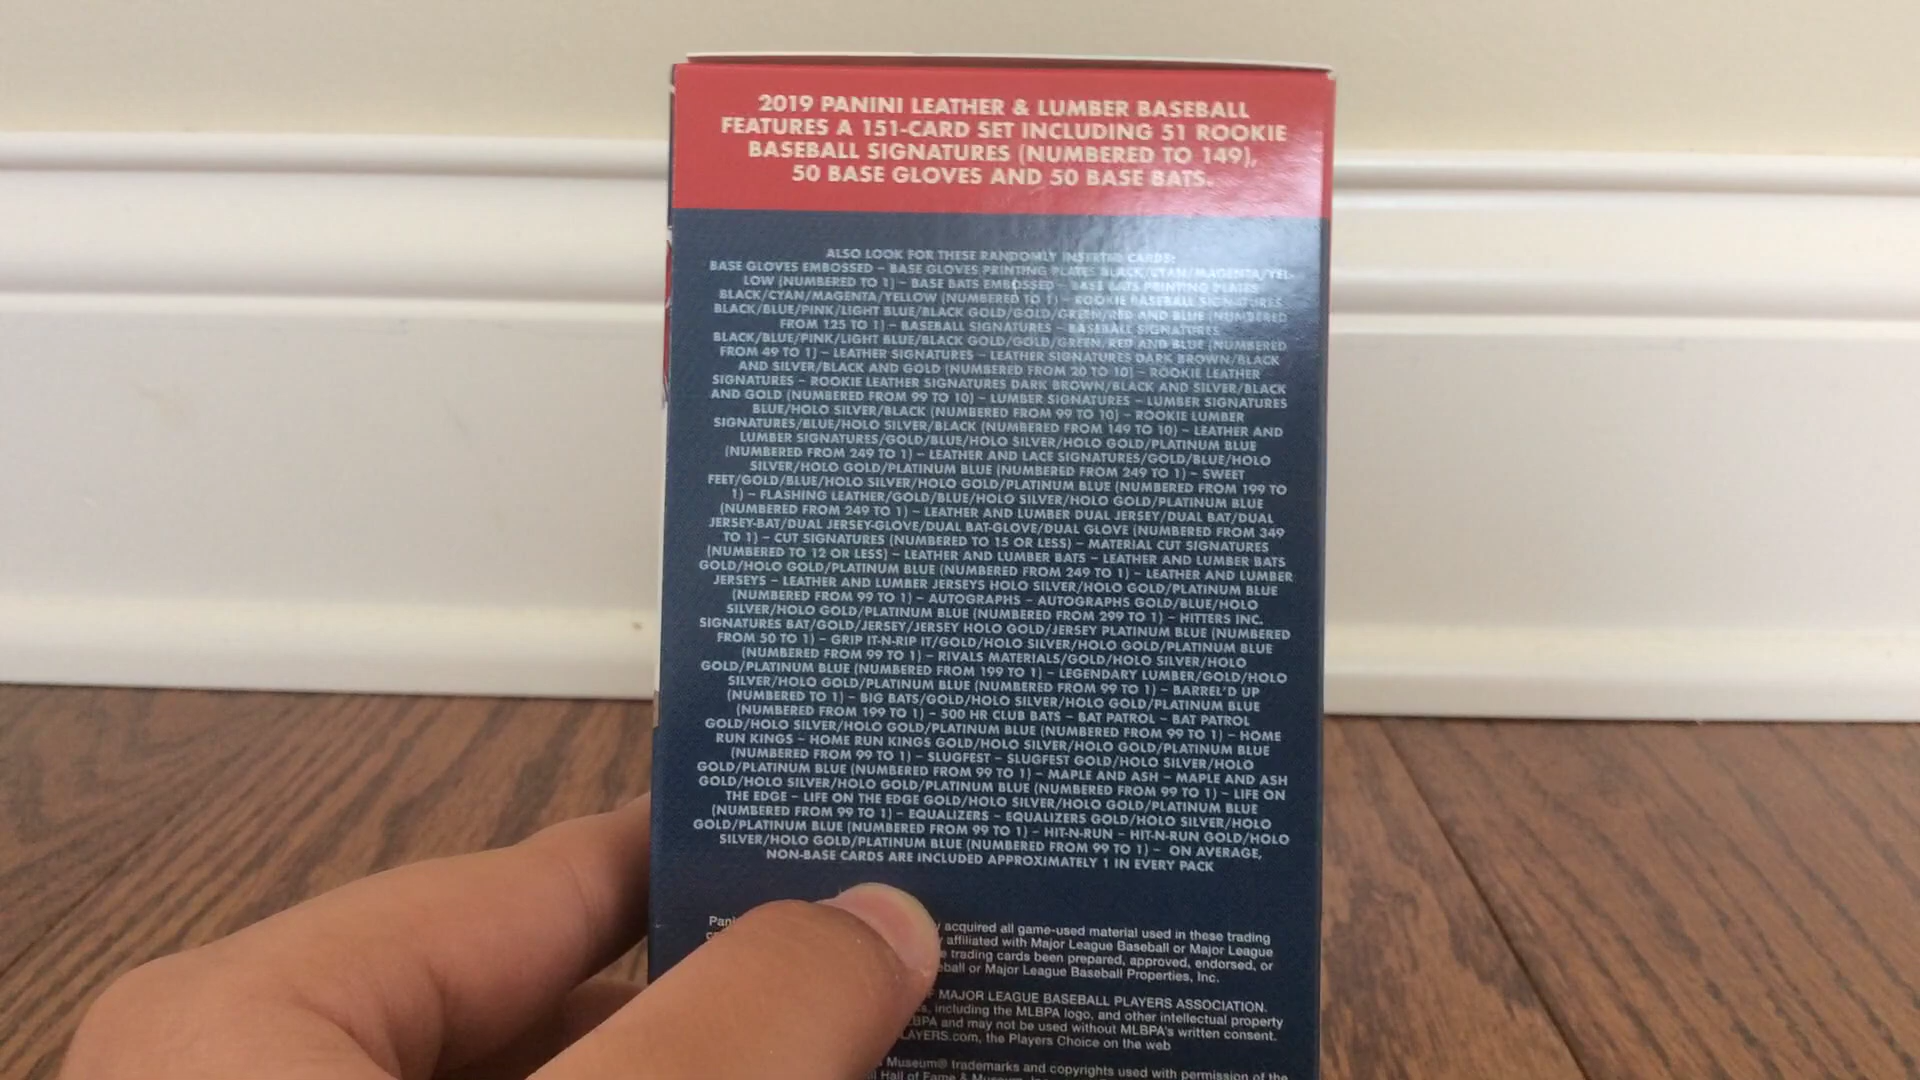 2019 PANINI LEATHER & LUMBER BASEBALL
FEATURES A 151-CARD SET INCLUDING 51 ROOKIE
BASEBALL SIGNATURES (NUMBERED TO 149),
50 BASE GLOVES AND 50 BASE BATS.
ALSO LOOK FOR THESE RANDOMLY INSERTED CARDS:
BASE GLOVES EMBOSSED – BASE GLOVES PRINTING PLATES BLACK/CYAN/MAGENTA/YEL-
LOW (NUMBERED TO 1) – BASE BATS EMBOSSED – BASE BATS PRINTING PLATES
BLACK/CYAN/MAGENTA/YELLOW (NUMBERED TO 1) – ROOKIE BASEBALL SIGNATURES
BLACK/BLUE/PINK/LIGHT BLUE/BLACK GOLD/GOLD/GREEN/RED AND BLUE (NUMBERED
FROM 125 TO 1) – BASEBALL SIGNATURES – BASEBALL SIGNATURES
BLACK/BLUE/PINK/LIGHT BLUE/BLACK GOLD/GOLD/GREEN, RED AND BLUE (NUMBERED
FROM 49 TO 1) – LEATHER SIGNATURES – LEATHER SIGNATURES DARK BROWN/BLACK
AND SILVER/BLACK AND GOLD (NUMBERED FROM 20 TO 10) – ROOKIE LEATHER
SIGNATURES – ROOKIE LEATHER SIGNATURES DARK BROWN/BLACK AND SILVER/BLACK
AND GOLD (NUMBERED FROM 99 TO 10) – LUMBER SIGNATURES – LUMBER SIGNATURES
BLUE/HOLO SILVER/BLACK (NUMBERED FROM 99 TO 10) – ROOKIE LUMBER
SIGNATURES/BLUE/HOLO SILVER/BLACK (NUMBERED FROM 149 TO 10) – LEATHER AND
LUMBER SIGNATURES/GOLD/BLUE/HOLO SILVER/HOLO GOLD/PLATINUM BLUE
(NUMBERED FROM 249 TO 1) – LEATHER AND LACE SIGNATURES/GOLD/BLUE/HOLO
SILVER/HOLO GOLD/PLATINUM BLUE (NUMBERED FROM 249 TO 1) – SWEET
FEET/GOLD/BLUE/HOLO SILVER/HOLO GOLD/PLATINUM BLUE (NUMBERED FROM 199 TO
1) – FLASHING LEATHER/GOLD/BLUE/HOLO SILVER/HOLO GOLD/PLATINUM BLUE
(NUMBERED FROM 249 TO 1) – LEATHER AND LUMBER DUAL JERSEY/DUAL BAT/DUAL
JERSEY-BAT/DUAL JERSEY-GLOVE/DUAL BAT-GLOVE/DUAL GLOVE (NUMBERED FROM 349
TO 1) – CUT SIGNATURES (NUMBERED TO 15 OR LESS) – MATERIAL CUT SIGNATURES
(NUMBERED TO 12 OR LESS) – LEATHER AND LUMBER BATS – LEATHER AND LUMBER BATS
GOLD/HOLO GOLD/PLATINUM BLUE (NUMBERED FROM 249 TO 1) – LEATHER AND LUMBER
JERSEYS – LEATHER AND LUMBER JERSEYS HOLO SILVER/HOLO GOLD/PLATINUM BLUE
(NUMBERED FROM 99 TO 1) – AUTOGRAPHS – AUTOGRAPHS GOLD/BLUE/HOLO
SILVER/HOLO GOLD/PLATINUM BLUE (NUMBERED FROM 299 TO 1) – HITTERS INC.
SIGNATURES BAT/GOLD/JERSEY/JERSEY HOLO GOLD/JERSEY PLATINUM BLUE (NUMBERED
FROM 50 TO 1) – GRIP IT-N-RIP IT/GOLD/HOLO SILVER/HOLO GOLD/PLATINUM BLUE
(NUMBERED FROM 99 TO 1) – RIVALS MATERIALS/GOLD/HOLO SILVER/HOLO
GOLD/PLATINUM BLUE (NUMBERED FROM 199 TO 1) – LEGENDARY LUMBER/GOLD/HOLO
SILVER/HOLO GOLD/PLATINUM BLUE (NUMBERED FROM 99 TO 1) – BARREL'D UP
(NUMBERED TO 1) – BIG BATS/GOLD/HOLO SILVER/HOLO GOLD/PLATINUM BLUE
(NUMBERED FROM 199 TO 1) – 500 HR CLUB BATS – BAT PATROL – BAT PATROL
GOLD/HOLO SILVER/HOLO GOLD/PLATINUM BLUE (NUMBERED FROM 99 TO 1) – HOME
RUN KINGS – HOME RUN KINGS GOLD/HOLO SILVER/HOLO GOLD/PLATINUM BLUE
(NUMBERED FROM 99 TO 1) – SLUGFEST – SLUGFEST GOLD/HOLO SILVER/HOLO
GOLD/PLATINUM BLUE (NUMBERED FROM 99 TO 1) – MAPLE AND ASH – MAPLE AND ASH
GOLD/HOLO SILVER/HOLO GOLD/PLATINUM BLUE (NUMBERED FROM 99 TO 1) – LIFE ON
THE EDGE – LIFE ON THE EDGE GOLD/HOLO SILVER/HOLO GOLD/PLATINUM BLUE
(NUMBERED FROM 99 TO 1) – EQUALIZERS – EQUALIZERS GOLD/HOLO SILVER/HOLO
GOLD/PLATINUM BLUE (NUMBERED FROM 99 TO 1) – HIT-N-RUN – HIT-N-RUN GOLD/HOLO
SILVER/HOLO GOLD/PLATINUM BLUE (NUMBERED FROM 99 TO 1) – ON AVERAGE,
NON-BASE CARDS ARE INCLUDED APPROXIMATELY 1 IN EVERY PACK
acquired all game-used material used in these trading
affiliated with Major League Baseball or Major League
trading cards been prepared, approved, endorsed, or
or Major League Baseball Properties, Inc.
MAJOR LEAGUE BASEBALL PLAYERS ASSOCIATION.
including the MLBPA logo, and other intellectual property
and may not be used without MLBPA's written consent.
the Players Choice on the web
Museum® trademarks and copyrights used with permission of the
Hall of Fame &